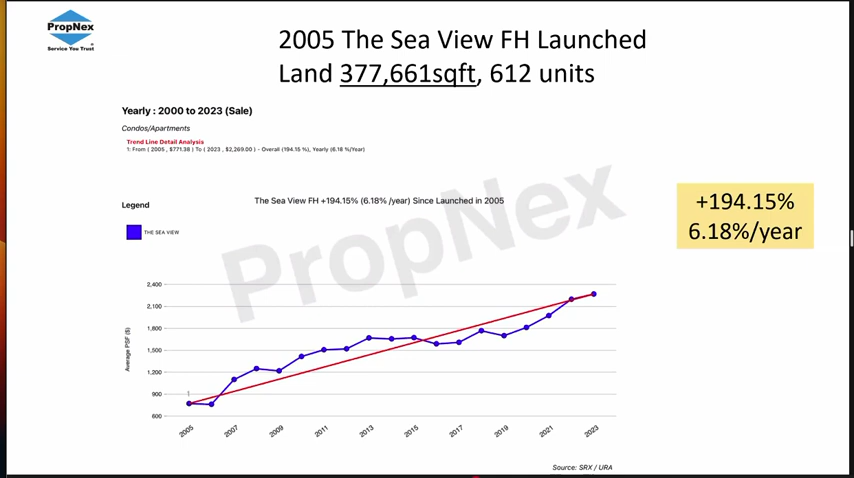 PropNex
Service You Trust
2005 The Sea View FH Launched
Land 377,661sqft, 612 units
Yearly : 2000 to 2023 (Sale)
Condos/Apartments
Trend Line Detail Analysis
1: From ( 2005 , $771.38 ) To ( 2023 , $2,269.00 ) - Overall (194.15 %), Yearly (6.18 %/Year)
Legend
The Sea View FH +194.15% (6.18% /year) Since Launched in 2005
THE SEA VIEW
+194.15%
6.18%/year
PropNex
Average PSF ($)
2,400
2,100
1,800
1,500
1,200
900
600
1
2005
2007
2009
2011
2013
2015
2017
2019
2021
2023
Source: SRX / URA